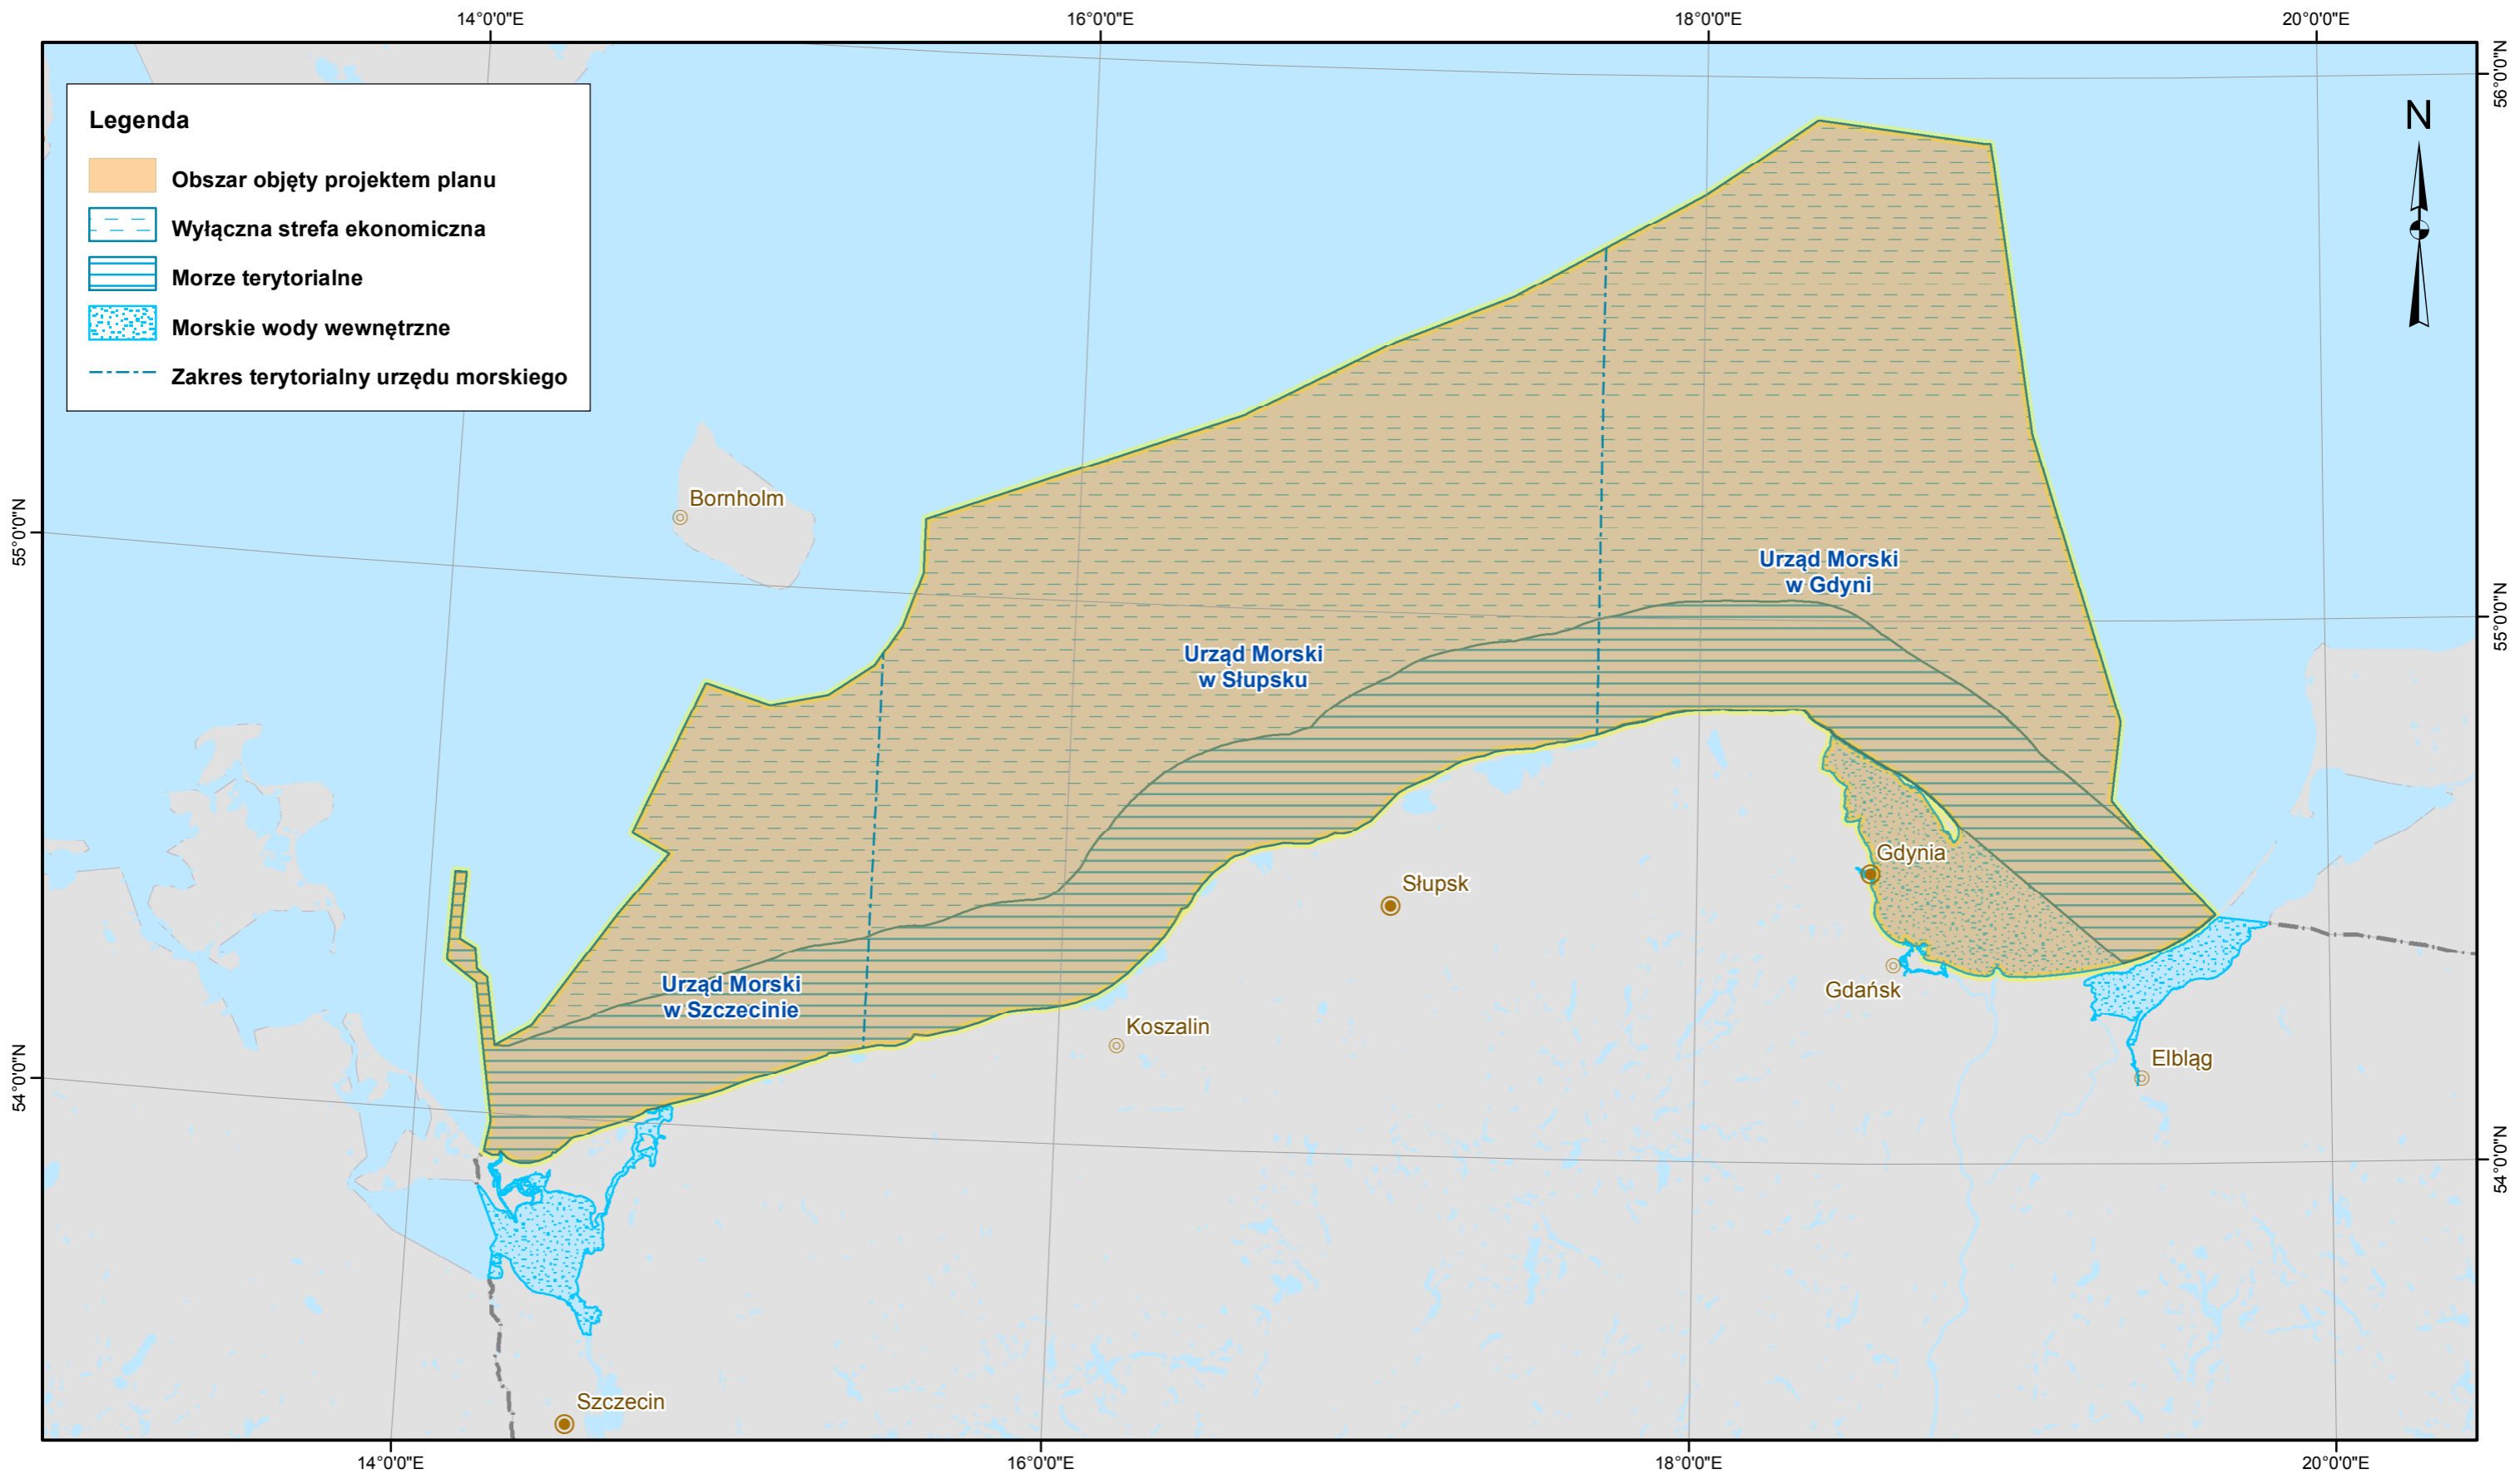 14°0'0"E
16°0'0"E
18°0'0"E
20°0'0"E
56°0'0"N
N
Legenda
Obszar objęty projektem planu
Wyłączna strefa ekonomiczna
Morze terytorialne
Morskie wody wewnętrzne
Zakres terytorialny urzędu morskiego
Bornholm
55°0'0"N
Urząd Morski
w Gdyni
55°0'0"N
Urząd Morski
w Słupsku
Gdynia
Słupsk
Urząd Morski
w Szczecinie
Gdańsk
Koszalin
Elbląg
54°0'0"N
54°0'0"N
Szczecin
14°0'0"E
16°0'0"E
18°0'0"E
20°0'0"E